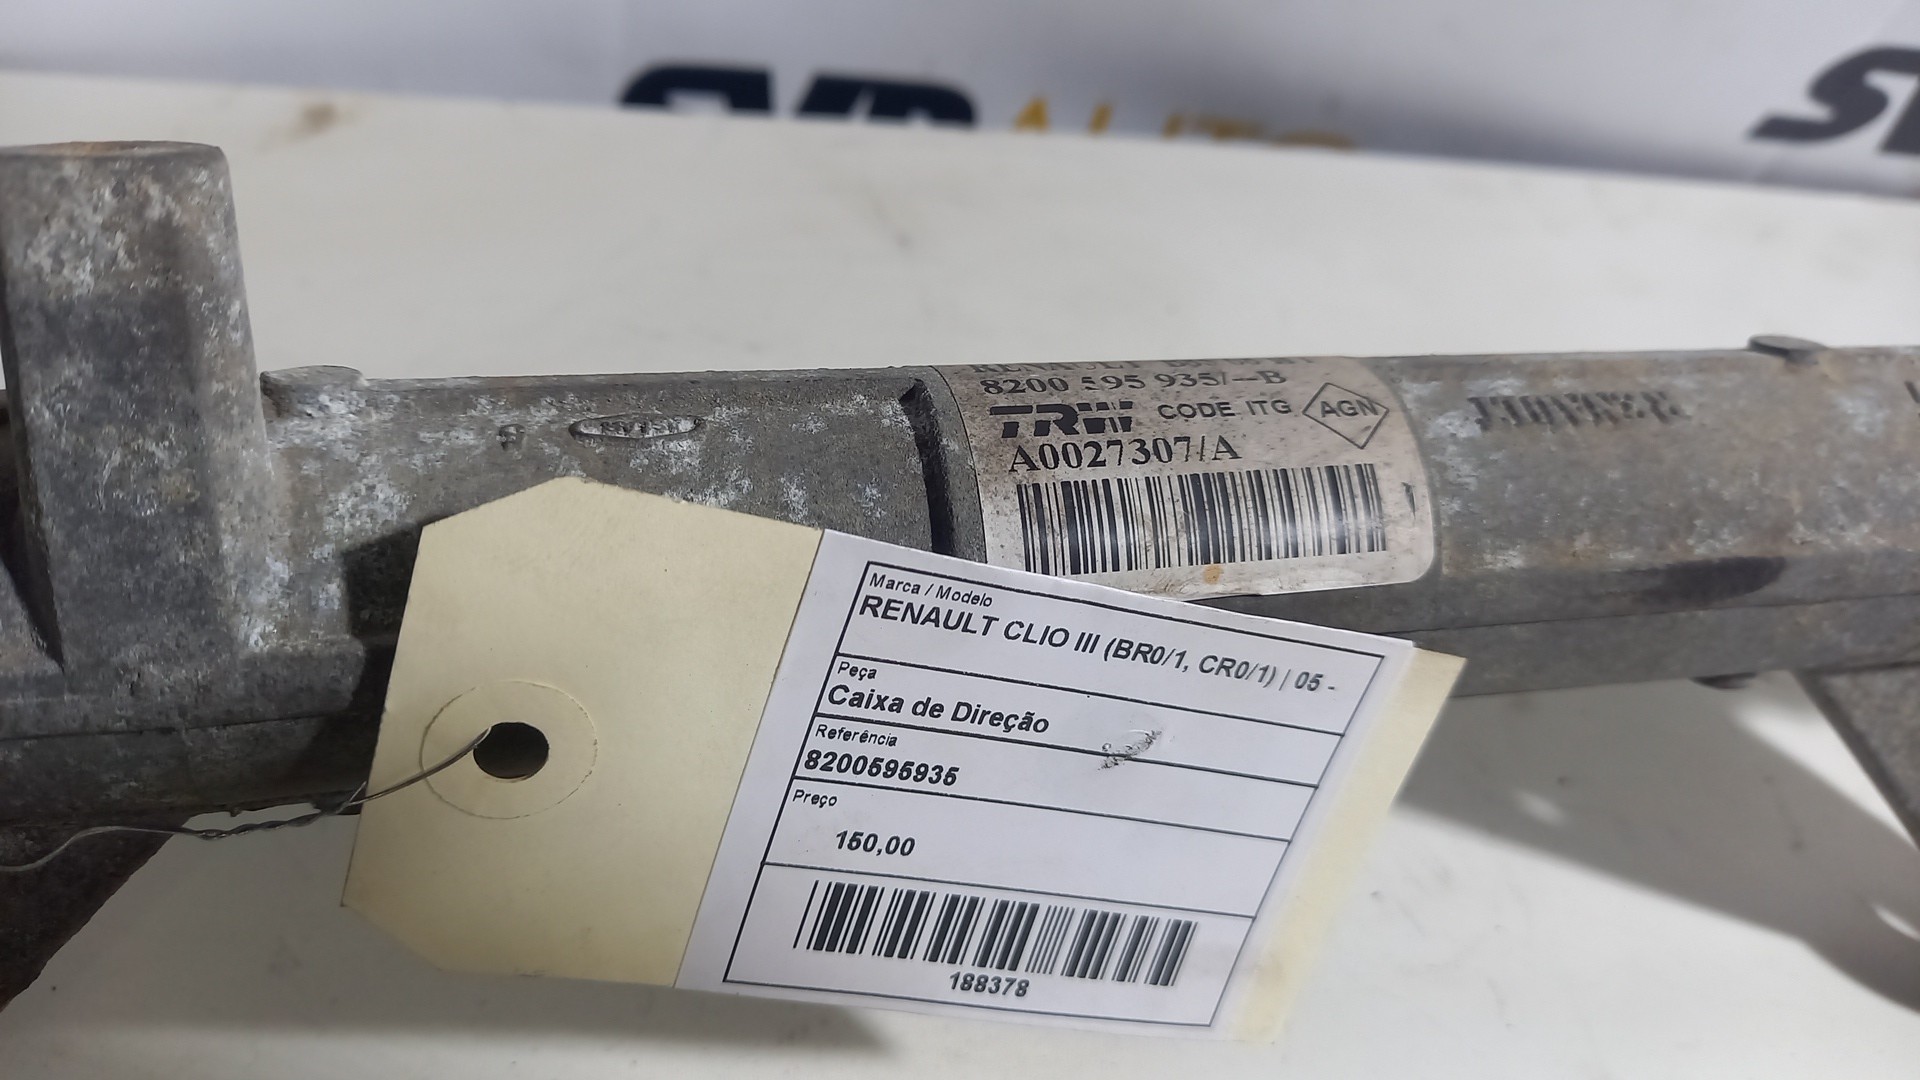 8200 595 935/--B
TRW CODE ITG AGN
A0027307/A
Marca / Modelo
RENAULT CLIO III (BR0/1, CR0/1) | 05 -
Peça
Caixa de Direção
Referência
8200595935
Preço
150,00
188378